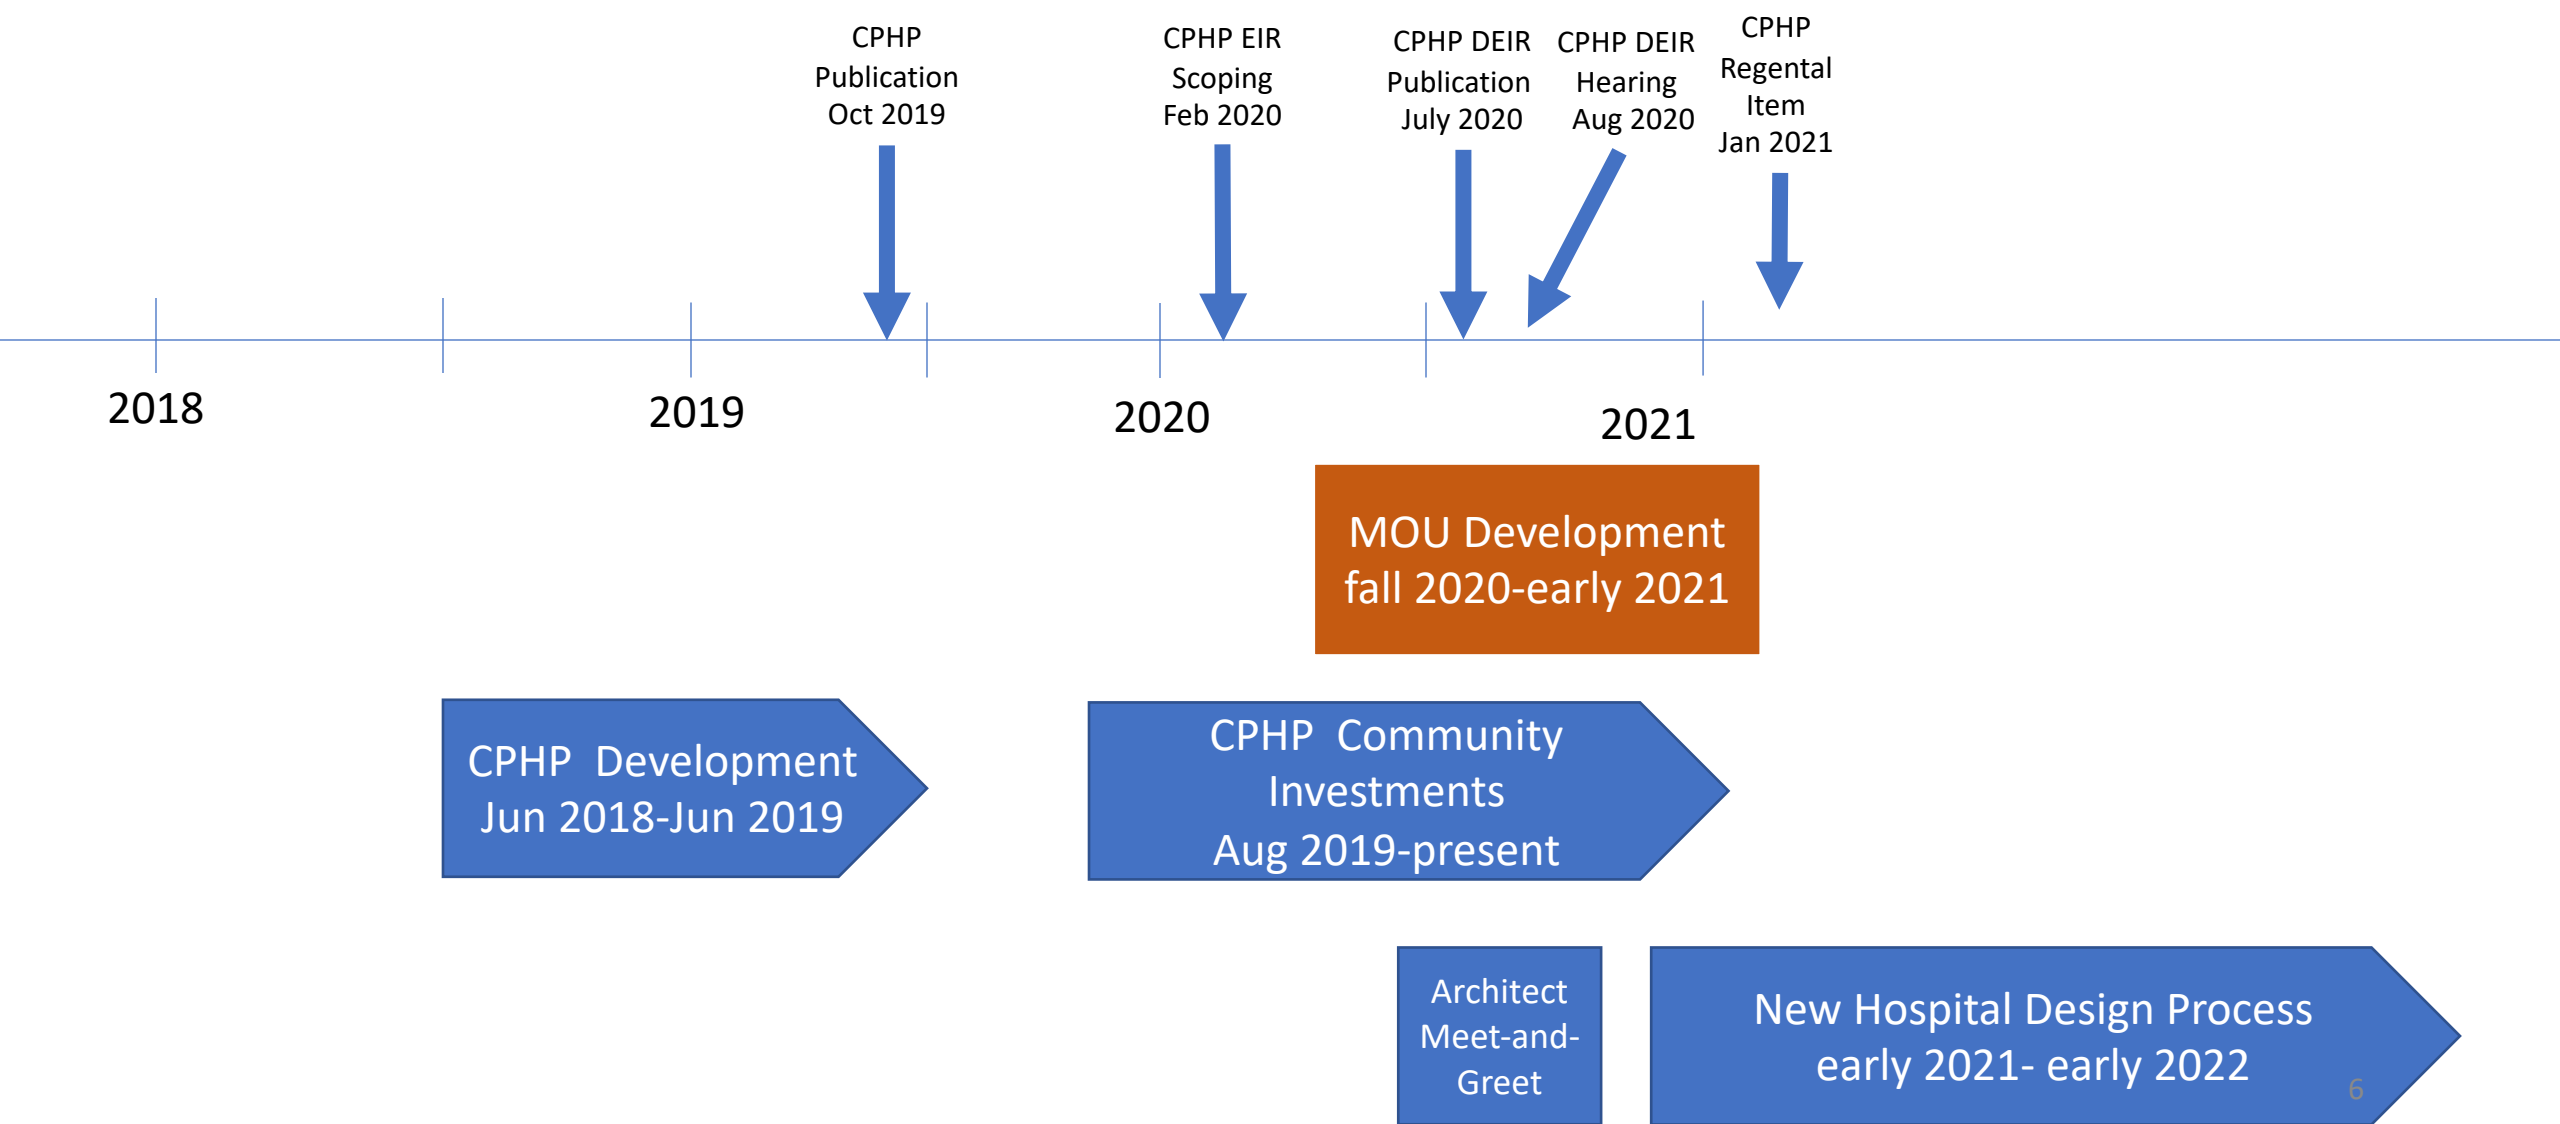 CPHP
Publication
Oct 2019
CPHP EIR
Scoping
Feb 2020
CPHP DEIR
Publication
July 2020
CPHP DEIR
Hearing
Aug 2020
CPHP
Regental
Item
Jan 2021
2018
2019
2020
2021
MOU Development
fall 2020-early 2021
CPHP  Development
Jun 2018-Jun 2019
CPHP  Community
Investments
Aug 2019-present
Architect
Meet-and-
Greet
New Hospital Design Process
early 2021- early 2022
6